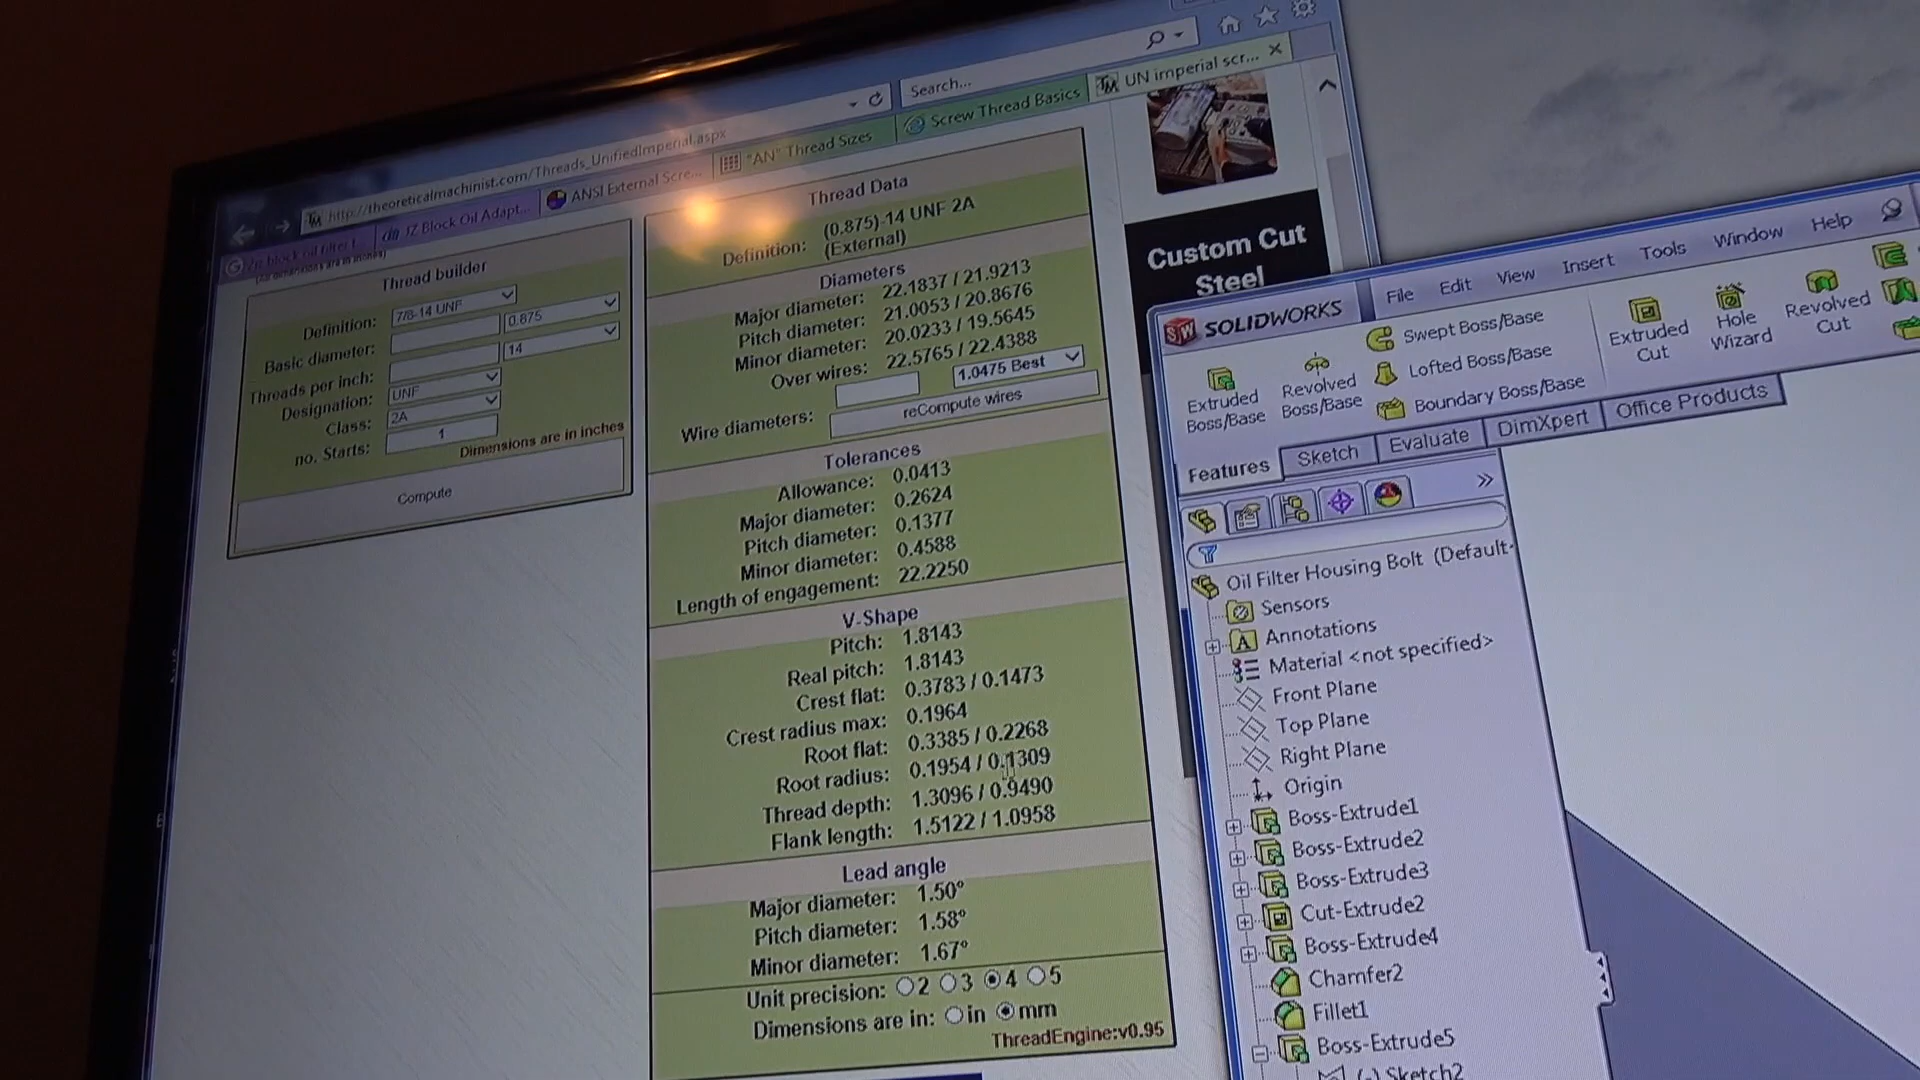 Search...
http://theoreticalmachinist.com/Threads_UnifiedImperial.aspx
JZ Block Oil Adapt...
ANSI External Scre...
"AN" Thread Sizes
Screw Thread Basics
UN imperial scr...
Thread builder
Definition: 7/8-14 UNF
Basic diameter: 0.875
Threads per inch: 14
Designation: UNF
Class: 2A
no. Starts: 1
Dimensions are in inches
Compute
Thread Data
Definition: (0.875)-14 UNF 2A
(External)
Diameters
Major diameter: 22.1837 / 21.9213
Pitch diameter: 21.0053 / 20.8676
Minor diameter: 20.0233 / 19.5645
Over wires: 22.5765 / 22.4388
Wire diameters: 1.0475 Best
reCompute wires
Tolerances
Allowance: 0.0413
Major diameter: 0.2624
Pitch diameter: 0.1377
Minor diameter: 0.4588
Length of engagement: 22.2250
V-Shape
Pitch: 1.8143
Real pitch: 1.8143
Crest flat: 0.3783 / 0.1473
Crest radius max: 0.1964
Root flat: 0.3385 / 0.2268
Root radius: 0.1954 / 0.1309
Thread depth: 1.3096 / 0.9490
Flank length: 1.5122 / 1.0958
Lead angle
Major diameter: 1.50°
Pitch diameter: 1.58°
Minor diameter: 1.67°
Unit precision: 2 3 4 5
Dimensions are in: in mm
ThreadEngine:v0.95
Custom Cut
Steel
SOLIDWORKS
File Edit View Insert Tools Window Help
Extruded
Boss/Base
Revolved
Boss/Base
Swept Boss/Base
Lofted Boss/Base
Boundary Boss/Base
Extruded
Cut
Hole
Wizard
Revolved
Cut
Features Sketch Evaluate DimXpert Office Products
Oil Filter Housing Bolt (Default
Sensors
Annotations
Material <not specified>
Front Plane
Top Plane
Right Plane
Origin
Boss-Extrude1
Boss-Extrude2
Boss-Extrude3
Cut-Extrude2
Boss-Extrude4
Chamfer2
Fillet1
Boss-Extrude5
(-) Sketch2